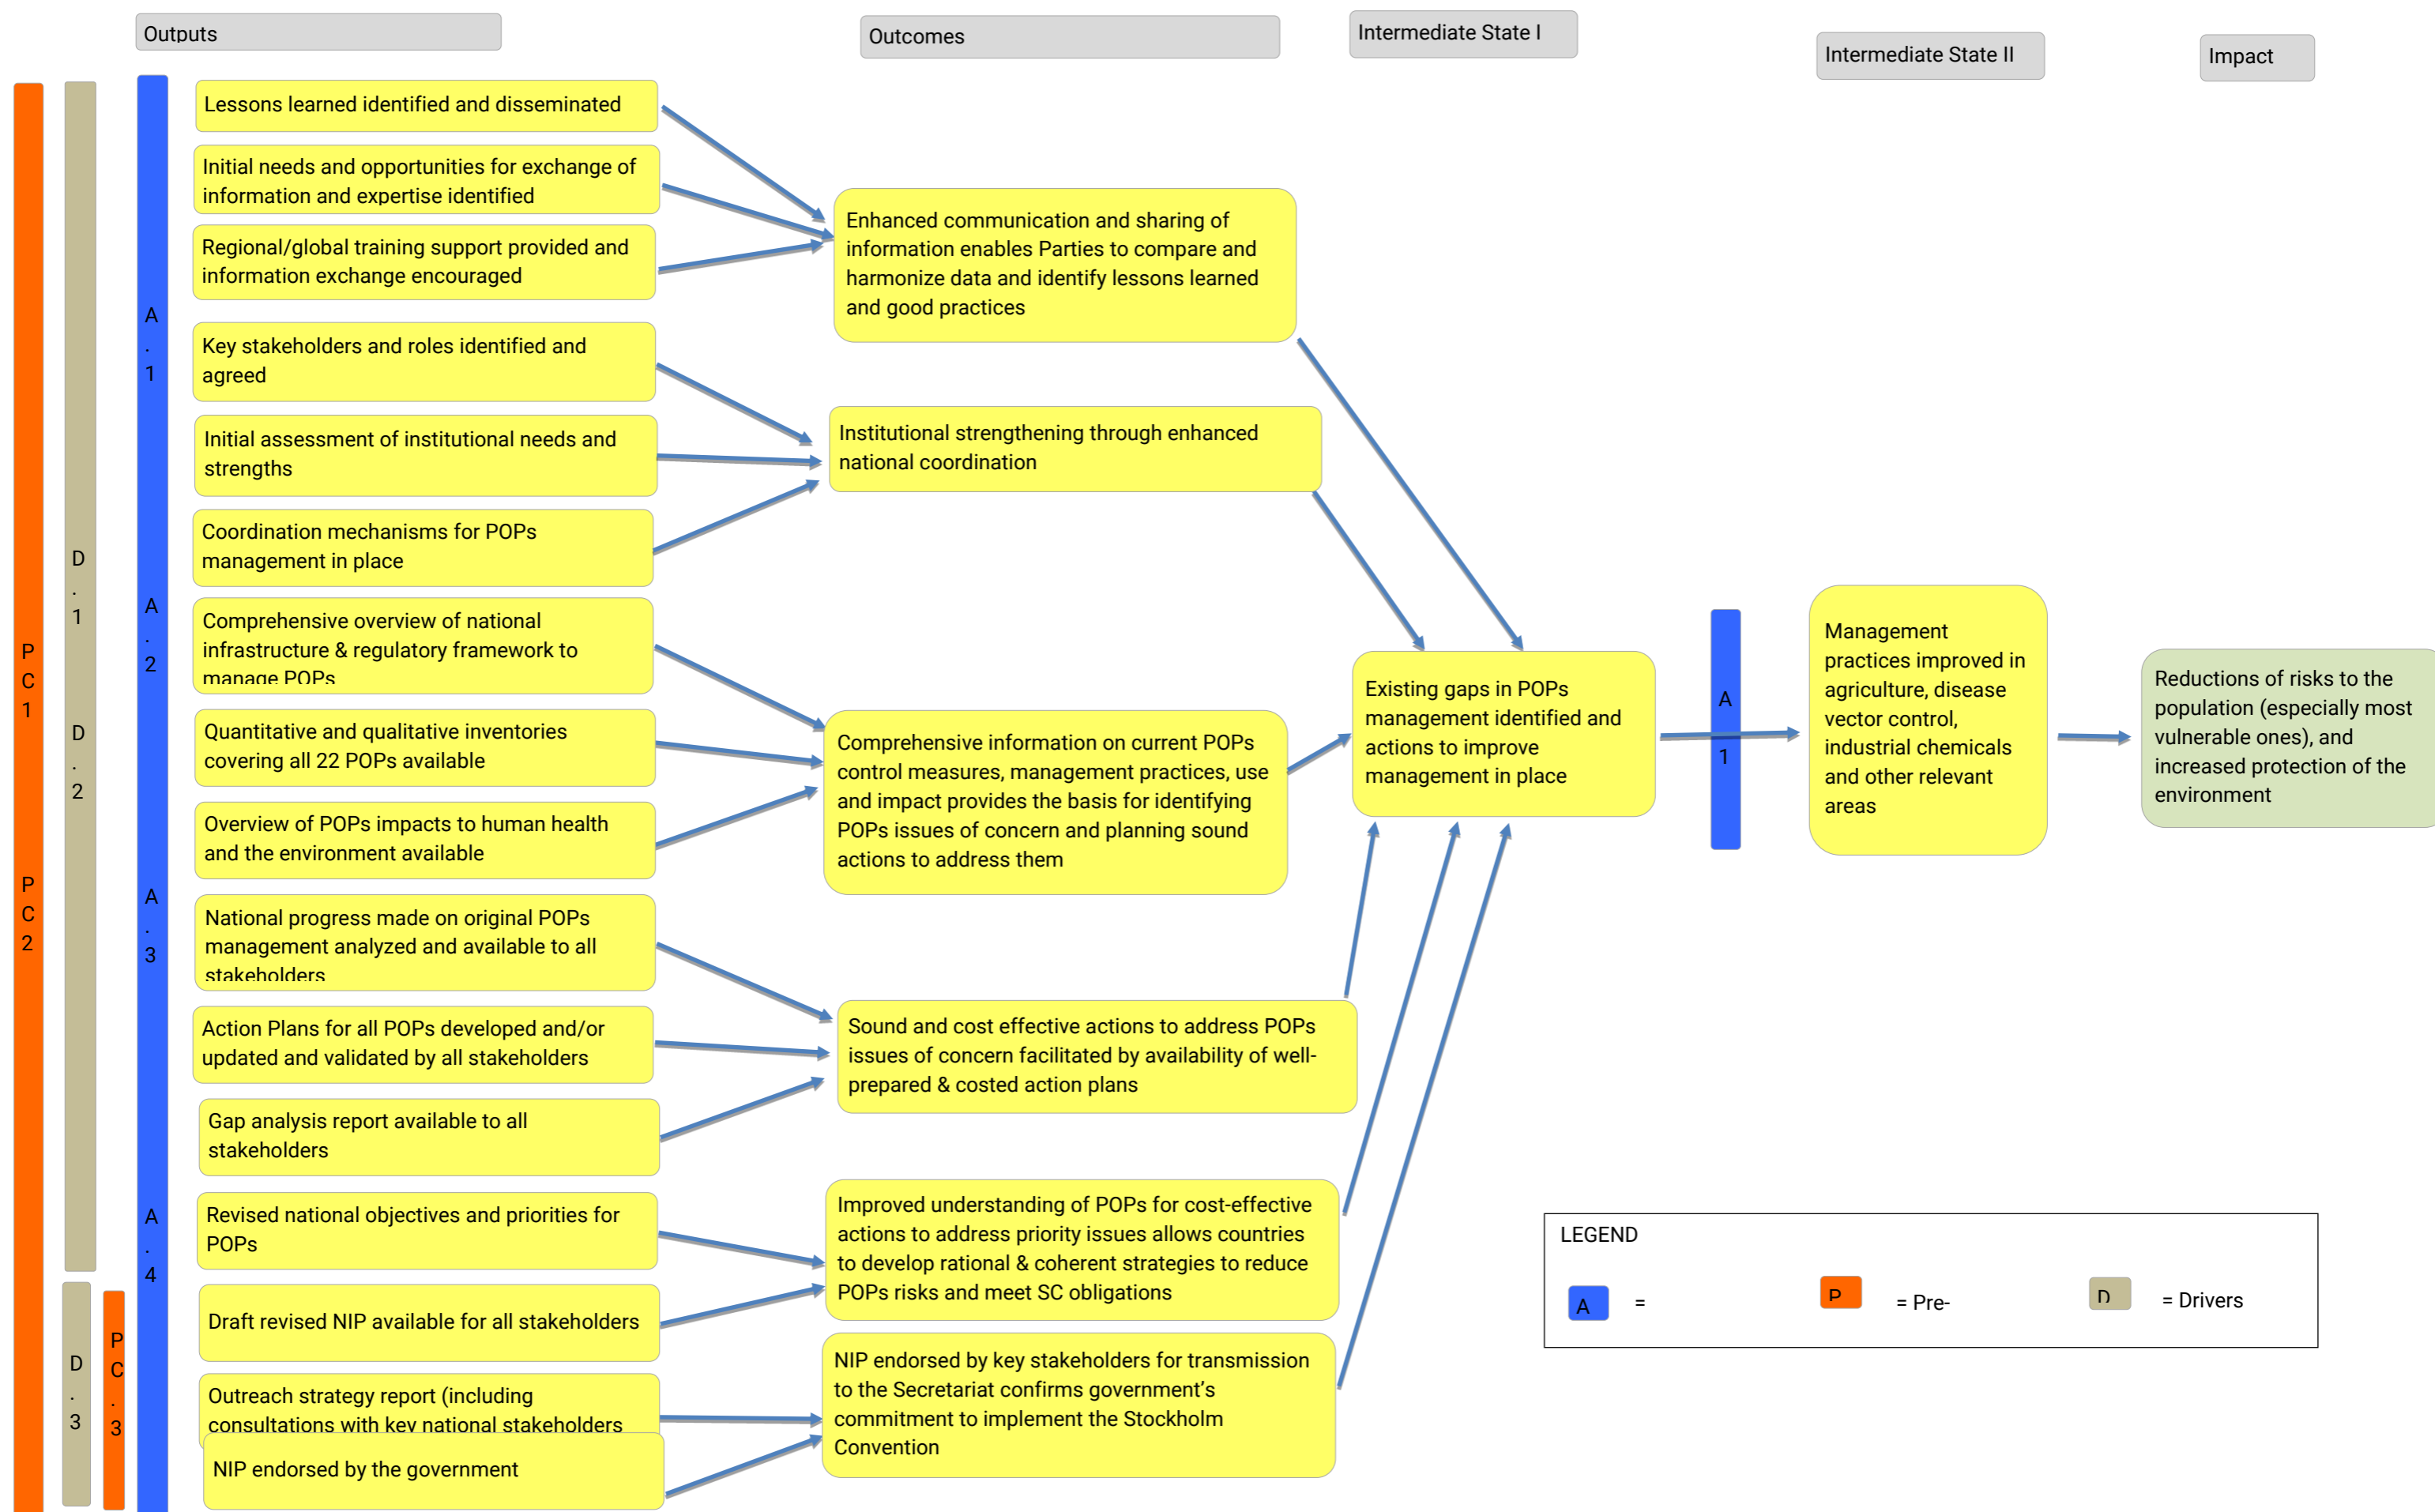 Outputs
Outcomes
Intermediate State I
Intermediate State II
Impact
PC1
PC2
D.1
D.2
D.3
PC.3
A.1
A.2
A.3
A.4
Lessons learned identified and disseminated
Initial needs and opportunities for exchange of
information and expertise identified
Regional/global training support provided and
information exchange encouraged
Key stakeholders and roles identified and
agreed
Initial assessment of institutional needs and
strengths
Coordination mechanisms for POPs
management in place
Comprehensive overview of national
infrastructure & regulatory framework to
manage POPs
Quantitative and qualitative inventories
covering all 22 POPs available
Overview of POPs impacts to human health
and the environment available
National progress made on original POPs
management analyzed and available to all
stakeholders
Action Plans for all POPs developed and/or
updated and validated by all stakeholders
Gap analysis report available to all
stakeholders
Revised national objectives and priorities for
POPs
Draft revised NIP available for all stakeholders
Outreach strategy report (including
consultations with key national stakeholders
NIP endorsed by the government
Enhanced communication and sharing of
information enables Parties to compare and
harmonize data and identify lessons learned
and good practices
Institutional strengthening through enhanced
national coordination
Comprehensive information on current POPs
control measures, management practices, use
and impact provides the basis for identifying
POPs issues of concern and planning sound
actions to address them
Sound and cost effective actions to address POPs
issues of concern facilitated by availability of well-
prepared & costed action plans
Improved understanding of POPs for cost-effective
actions to address priority issues allows countries
to develop rational & coherent strategies to reduce
POPs risks and meet SC obligations
NIP endorsed by key stakeholders for transmission
to the Secretariat confirms government’s
commitment to implement the Stockholm
Convention
Existing gaps in POPs
management identified and
actions to improve
management in place
A1
Management
practices improved in
agriculture, disease
vector control,
industrial chemicals
and other relevant
areas
Reductions of risks to the
population (especially most
vulnerable ones), and
increased protection of the
environment
LEGEND
A =
P = Pre-
D = Drivers